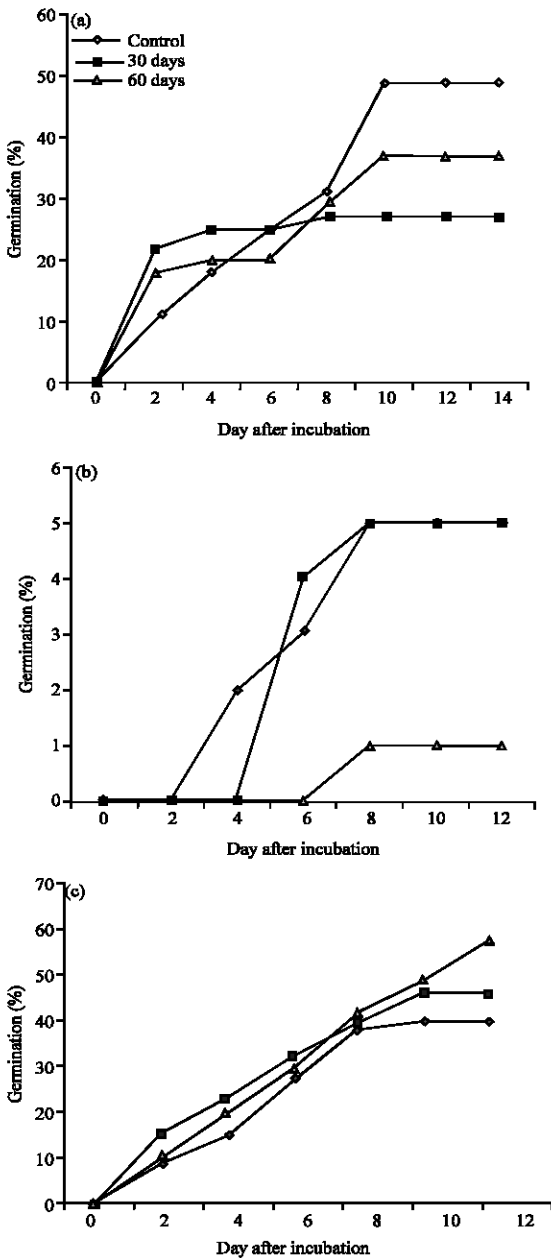 (a)
Control
30 days
60 days
60
50
40
30
20
10
0
Germination (%)
0 2 4 6 8 10 12 14
Day after incubation
(b)
6
5
4
3
2
1
0
Germination (%)
0 2 4 6 8 10 12
Day after incubation
(c)
70
60
50
40
30
20
10
0
Germination (%)
0 2 4 6 8 10 12
Day after incubation